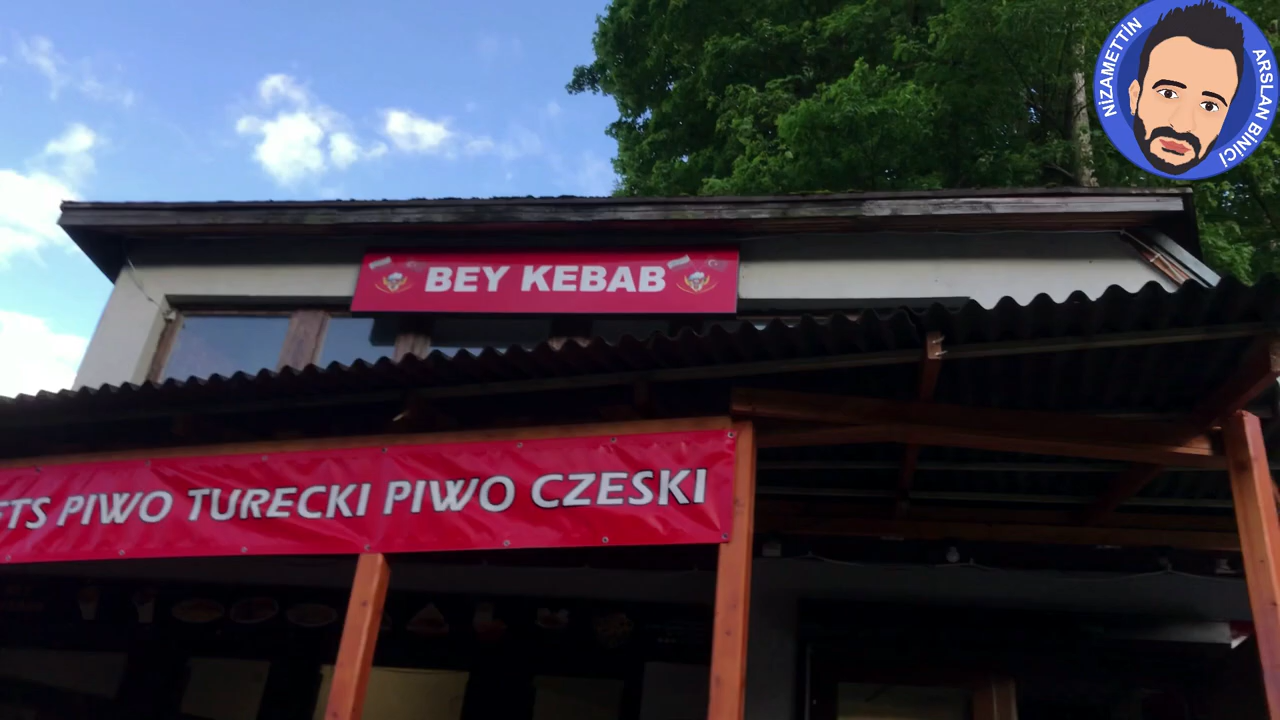 NİZAMETTİN
ARSLAN BİNİCİ
BEY KEBAB
PIWO TURECKI PIWO CZESKI